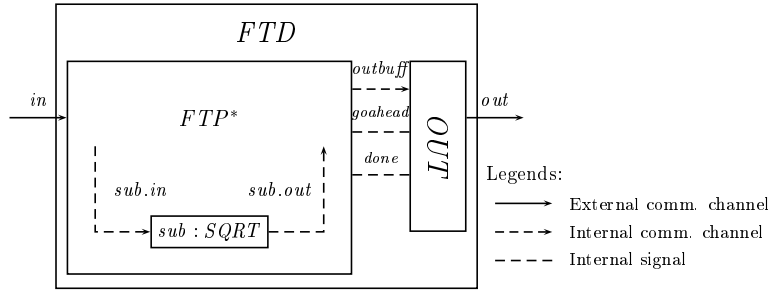 FTD
in
outbuff
out
FTP*
goahead
OUT
done
sub.in
sub.out
sub : SQRT
Legends:
External comm. channel
Internal comm. channel
Internal signal